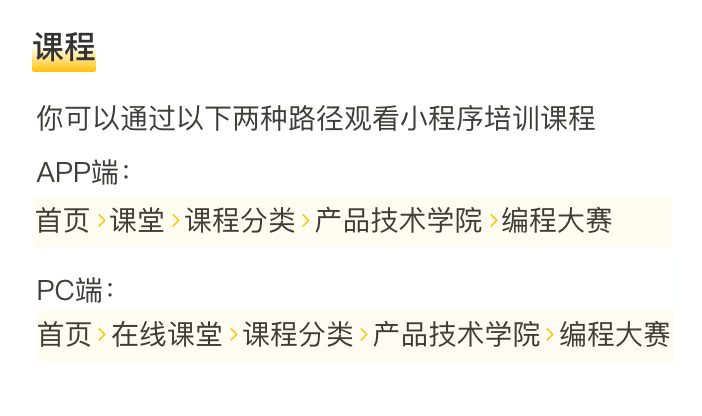 课程
你可以通过以下两种路径观看小程序培训课程
APP端：
首页 > 课堂 > 课程分类 > 产品技术学院 > 编程大赛
PC端：
首页 > 在线课堂 > 课程分类 > 产品技术学院 > 编程大赛